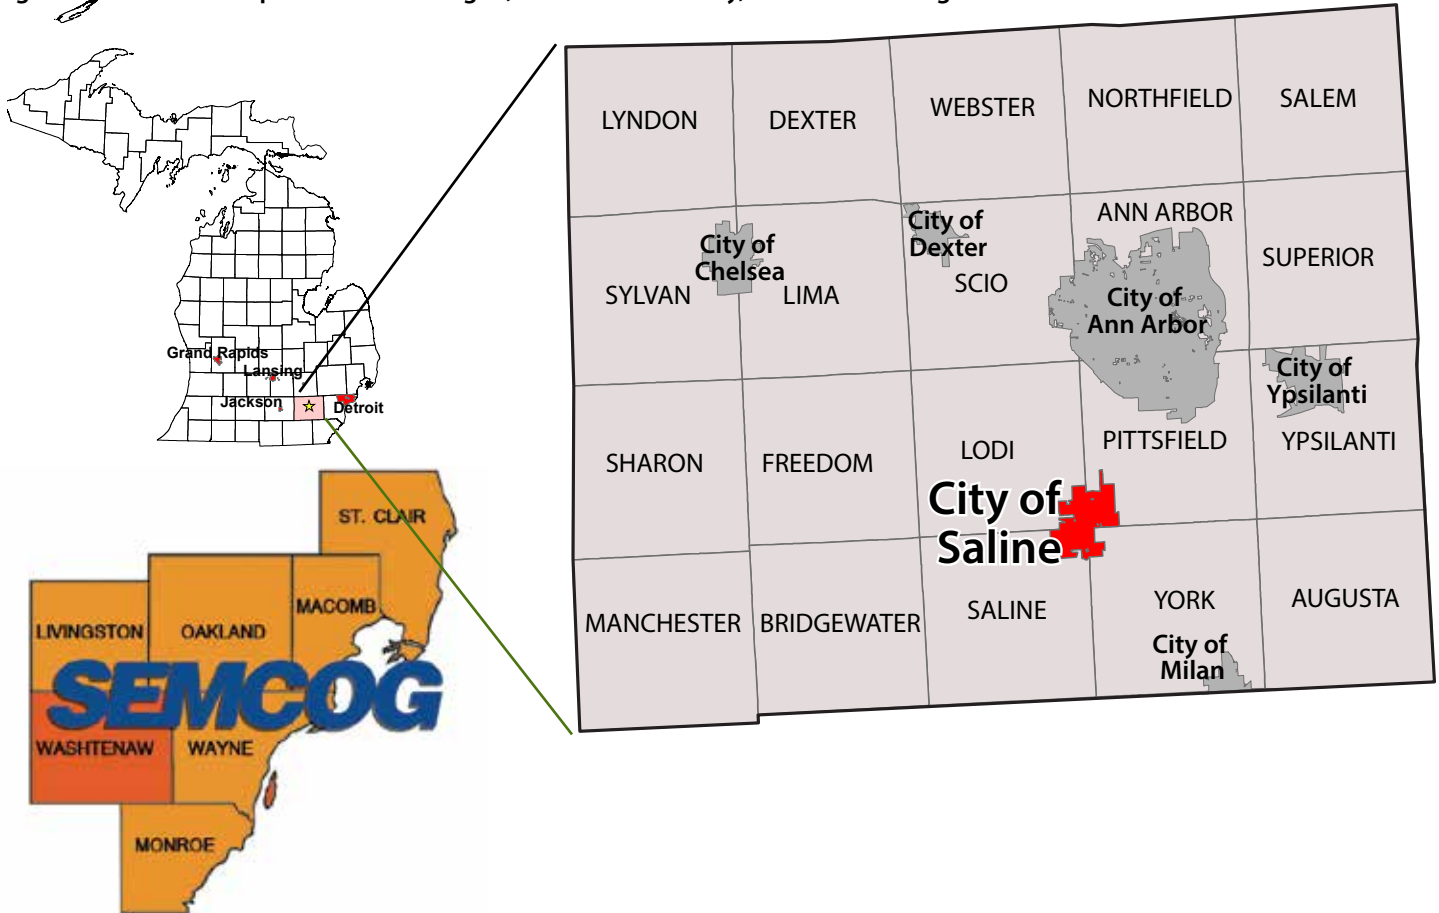 Grand Rapids
Lansing
Jackson
Detroit
LYNDON
DEXTER
WEBSTER
NORTHFIELD
SALEM
City of
Chelsea
City of
Dexter
ANN ARBOR
SYLVAN
LIMA
SCIO
City of
Ann Arbor
SUPERIOR
City of
Ypsilanti
SHARON
FREEDOM
LODI
PITTSFIELD
YPSILANTI
City of
Saline
MANCHESTER
BRIDGEWATER
SALINE
YORK
AUGUSTA
City of
Milan
ST. CLAIR
LIVINGSTON
OAKLAND
MACOMB
SEMCOG
WASHTENAW
WAYNE
MONROE